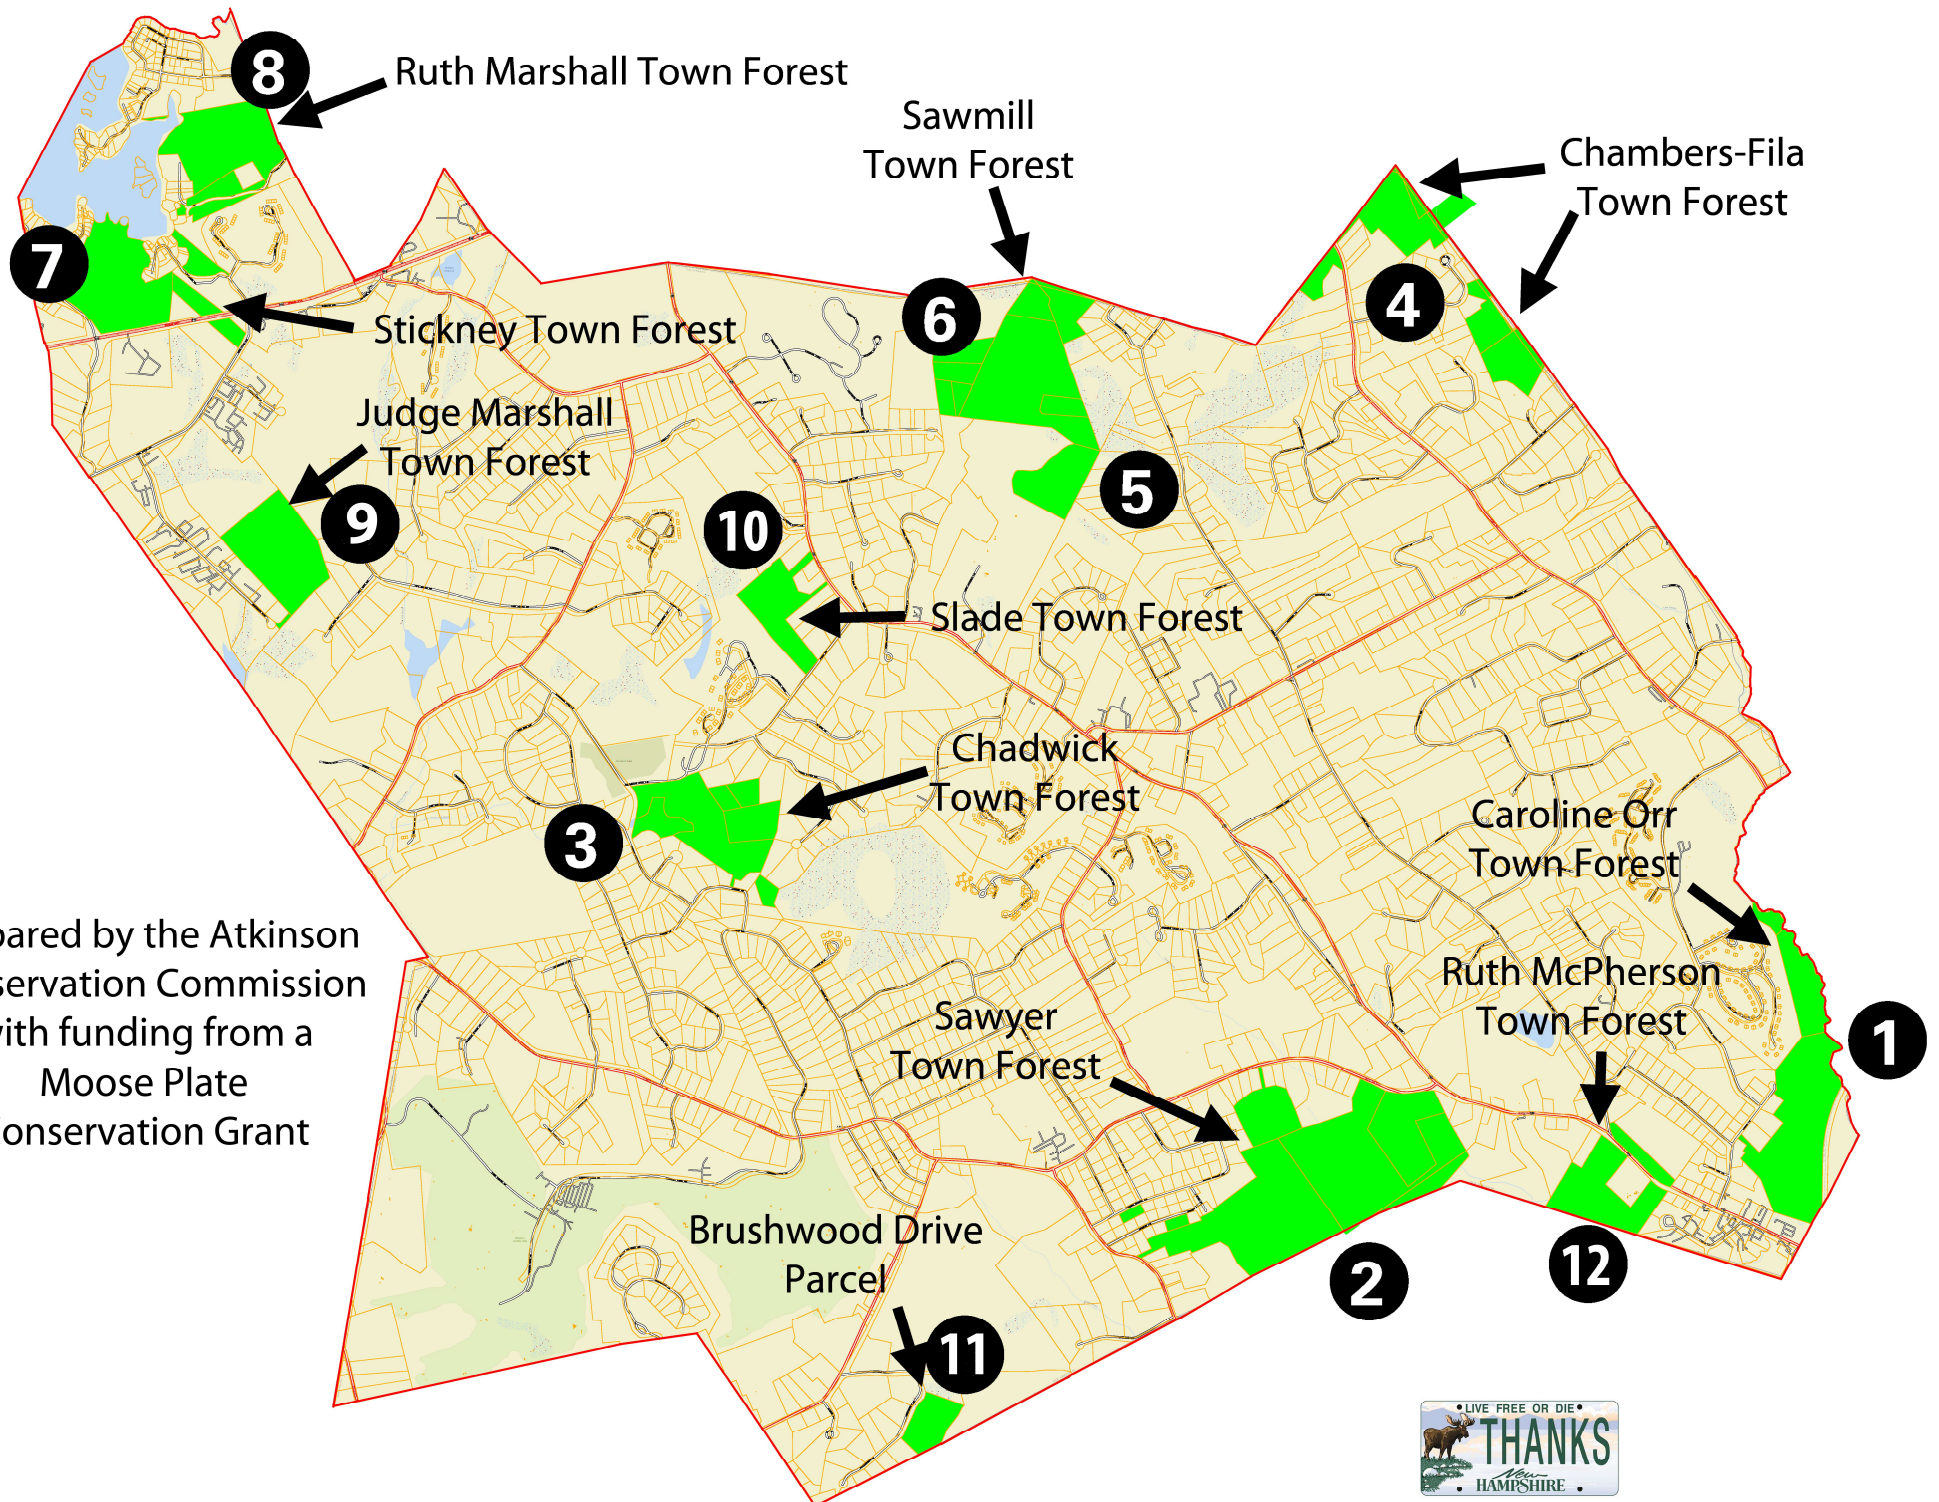 8
Ruth Marshall Town Forest
Sawmill
Town Forest
Chambers-Fila
Town Forest
7
6
4
Stickney Town Forest
Judge Marshall
Town Forest
5
9
10
Slade Town Forest
Chadwick
Town Forest
3
Caroline Orr
Town Forest
pared by the Atkinson
servation Commission
with funding from a
Moose Plate
onservation Grant
Ruth McPherson
Town Forest
Sawyer
Town Forest
1
Brushwood Drive
Parcel
2
12
11
LIVE FREE OR DIE
THANKS
New
HAMPSHIRE